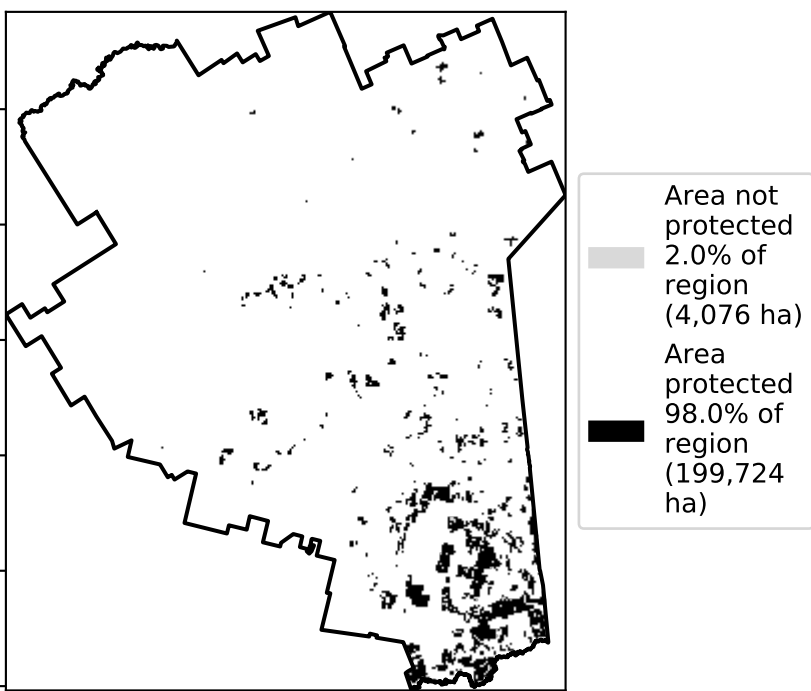 Area not
protected
2.0% of
region
(4,076 ha)
Area
protected
98.0% of
region
(199,724
ha)